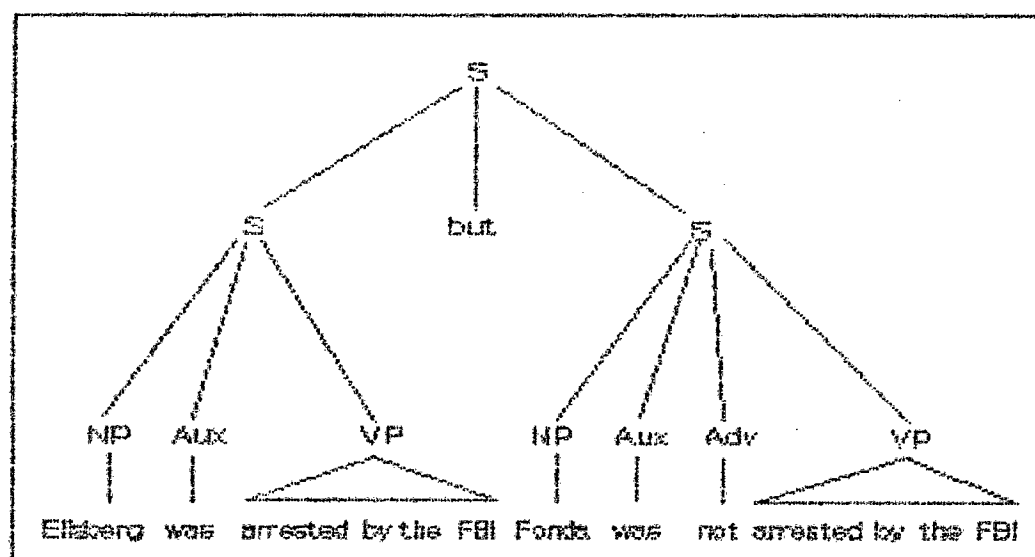 S
S but S
NP Aux VP NP Aux Adv VP
Ellsberg was arrested by the FBI Fonda was not arrested by the FBI